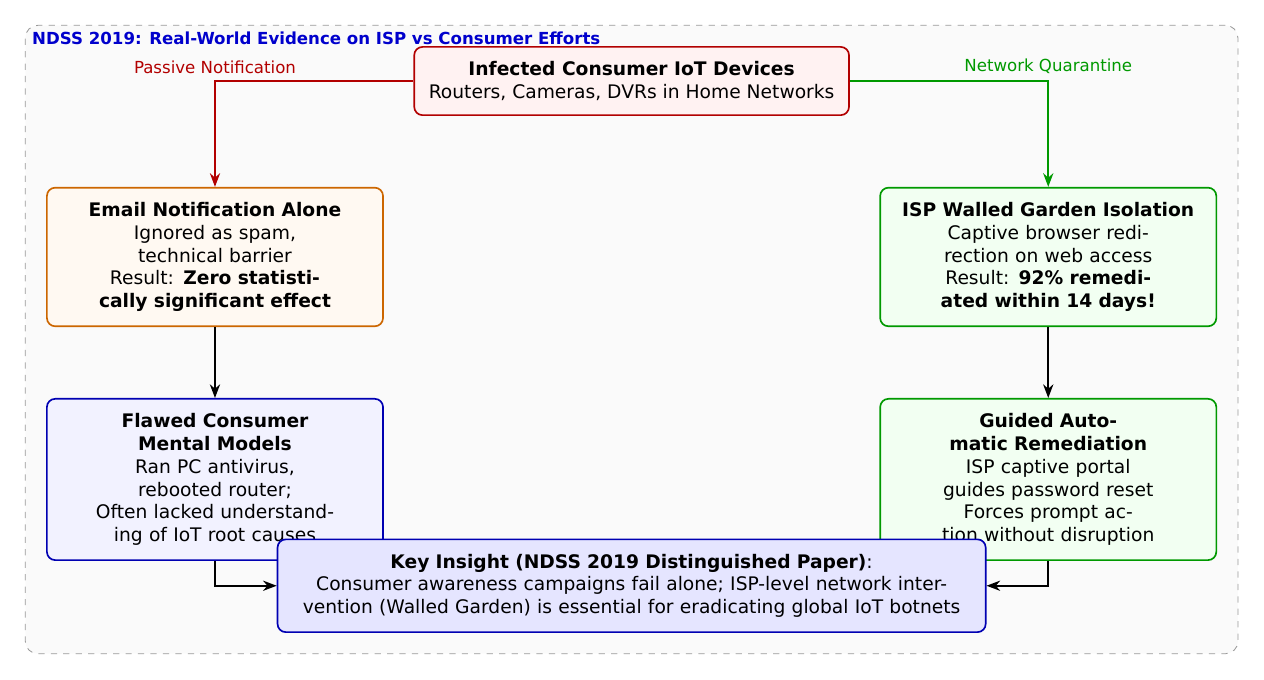 NDSS 2019: Real-World Evidence on ISP vs Consumer Efforts
Passive Notification
Network Quarantine
Infected Consumer IoT Devices
Routers, Cameras, DVRs in Home Networks
Email Notification Alone
Ignored as spam,
technical barrier
Result: Zero statisti-
cally significant effect
ISP Walled Garden Isolation
Captive browser redi-
rection on web access
Result: 92% remedi-
ated within 14 days!
Flawed Consumer
Mental Models
Ran PC antivirus,
rebooted router;
Often lacked understand-
ing of IoT root causes
Guided Auto-
matic Remediation
ISP captive portal
guides password reset
Forces prompt ac-
tion without disruption
Key Insight (NDSS 2019 Distinguished Paper):
Consumer awareness campaigns fail alone; ISP-level network inter-
vention (Walled Garden) is essential for eradicating global IoT botnets